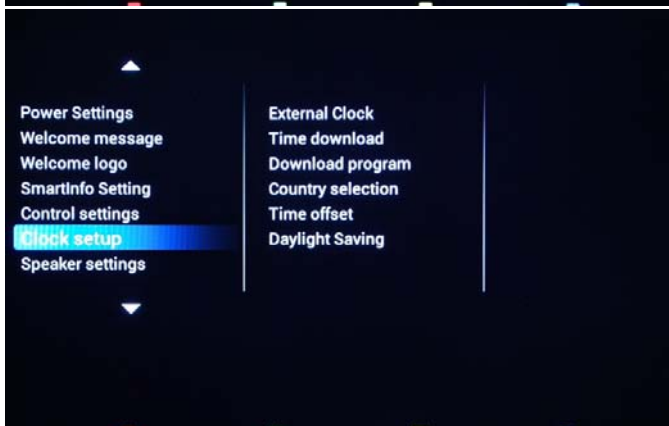 Power Settings
Welcome message
Welcome logo
SmartInfo Setting
Control settings
Clock setup
Speaker settings
External Clock
Time download
Download program
Country selection
Time offset
Daylight Saving